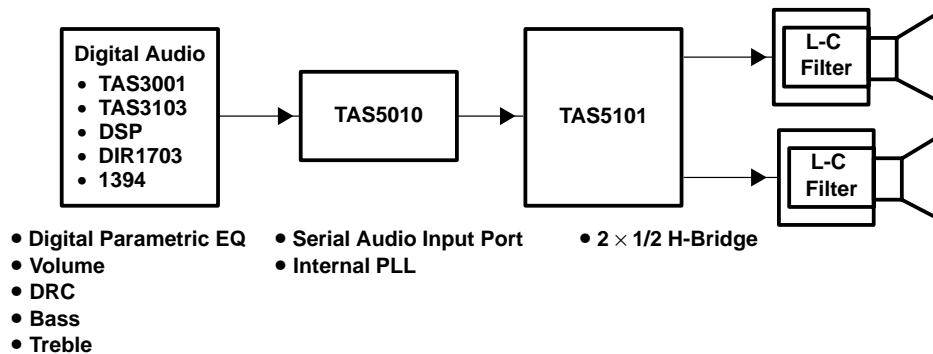 Digital Audio
• TAS3001
• TAS3103
• DSP
• DIR1703
• 1394
TAS5010
TAS5101
L-C
Filter
L-C
Filter
• Digital Parametric EQ
• Volume
• DRC
• Bass
• Treble
• Serial Audio Input Port
• Internal PLL
• 2 × 1/2 H-Bridge